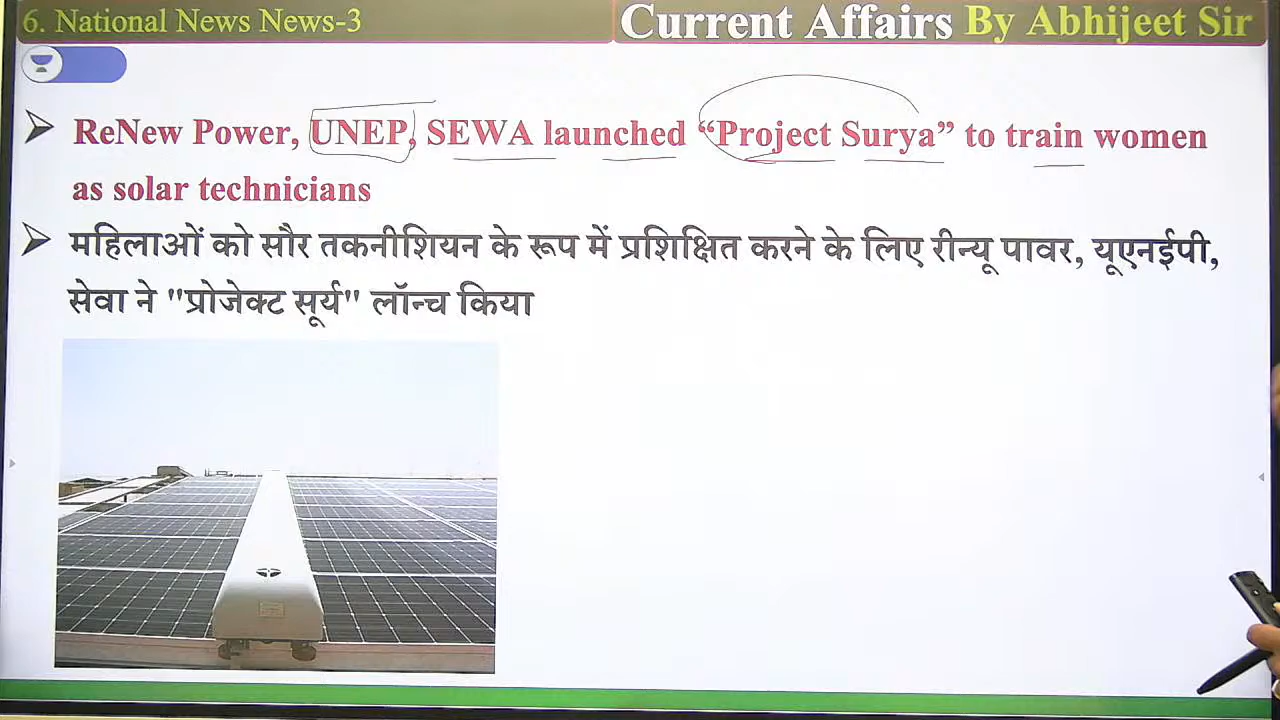 6. National News News-3
Current Affairs By Abhijeet Sir
ReNew Power, UNEP, SEWA launched “Project Surya” to train women
as solar technicians
महिलाओं को सौर तकनीशियन के रूप में प्रशिक्षित करने के लिए रीन्यू पावर, यूएनईपी,
सेवा ने "प्रोजेक्ट सूर्य" लॉन्च किया